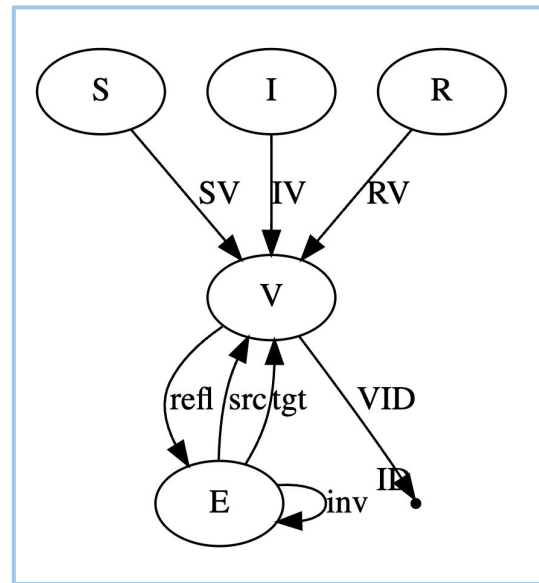 S I R
SV IV RV
V
refl src tgt VID
ID
E inv